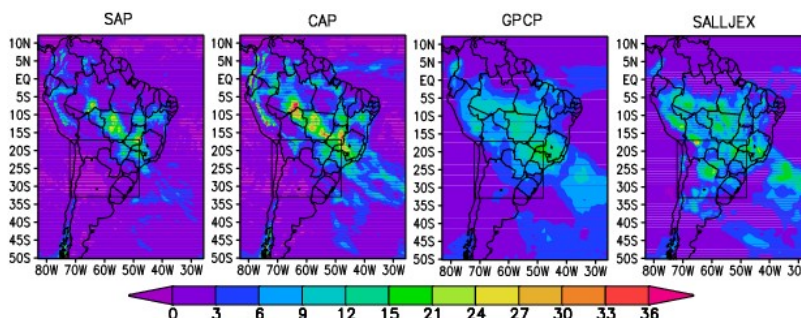 SAP CAP GPCP SALLJEX
10N 10N 10N 10N
5N 5N 5N 5N
EQ EQ EQ EQ
5S 5S 5S 5S
10S 10S 10S 10S
15S 15S 15S 15S
20S 20S 20S 20S
25S 25S 25S 25S
30S 30S 30S 30S
35S 35S 35S 35S
40S 40S 40S 40S
45S 45S 45S 45S
50S 50S 50S 50S
80W 70W 60W 50W 40W 30W 80W 70W 60W 50W 40W 30W 80W 70W 60W 50W 40W 30W 80W 70W 60W 50W 40W 30W
0 3 6 9 12 15 21 24 27 30 33 36